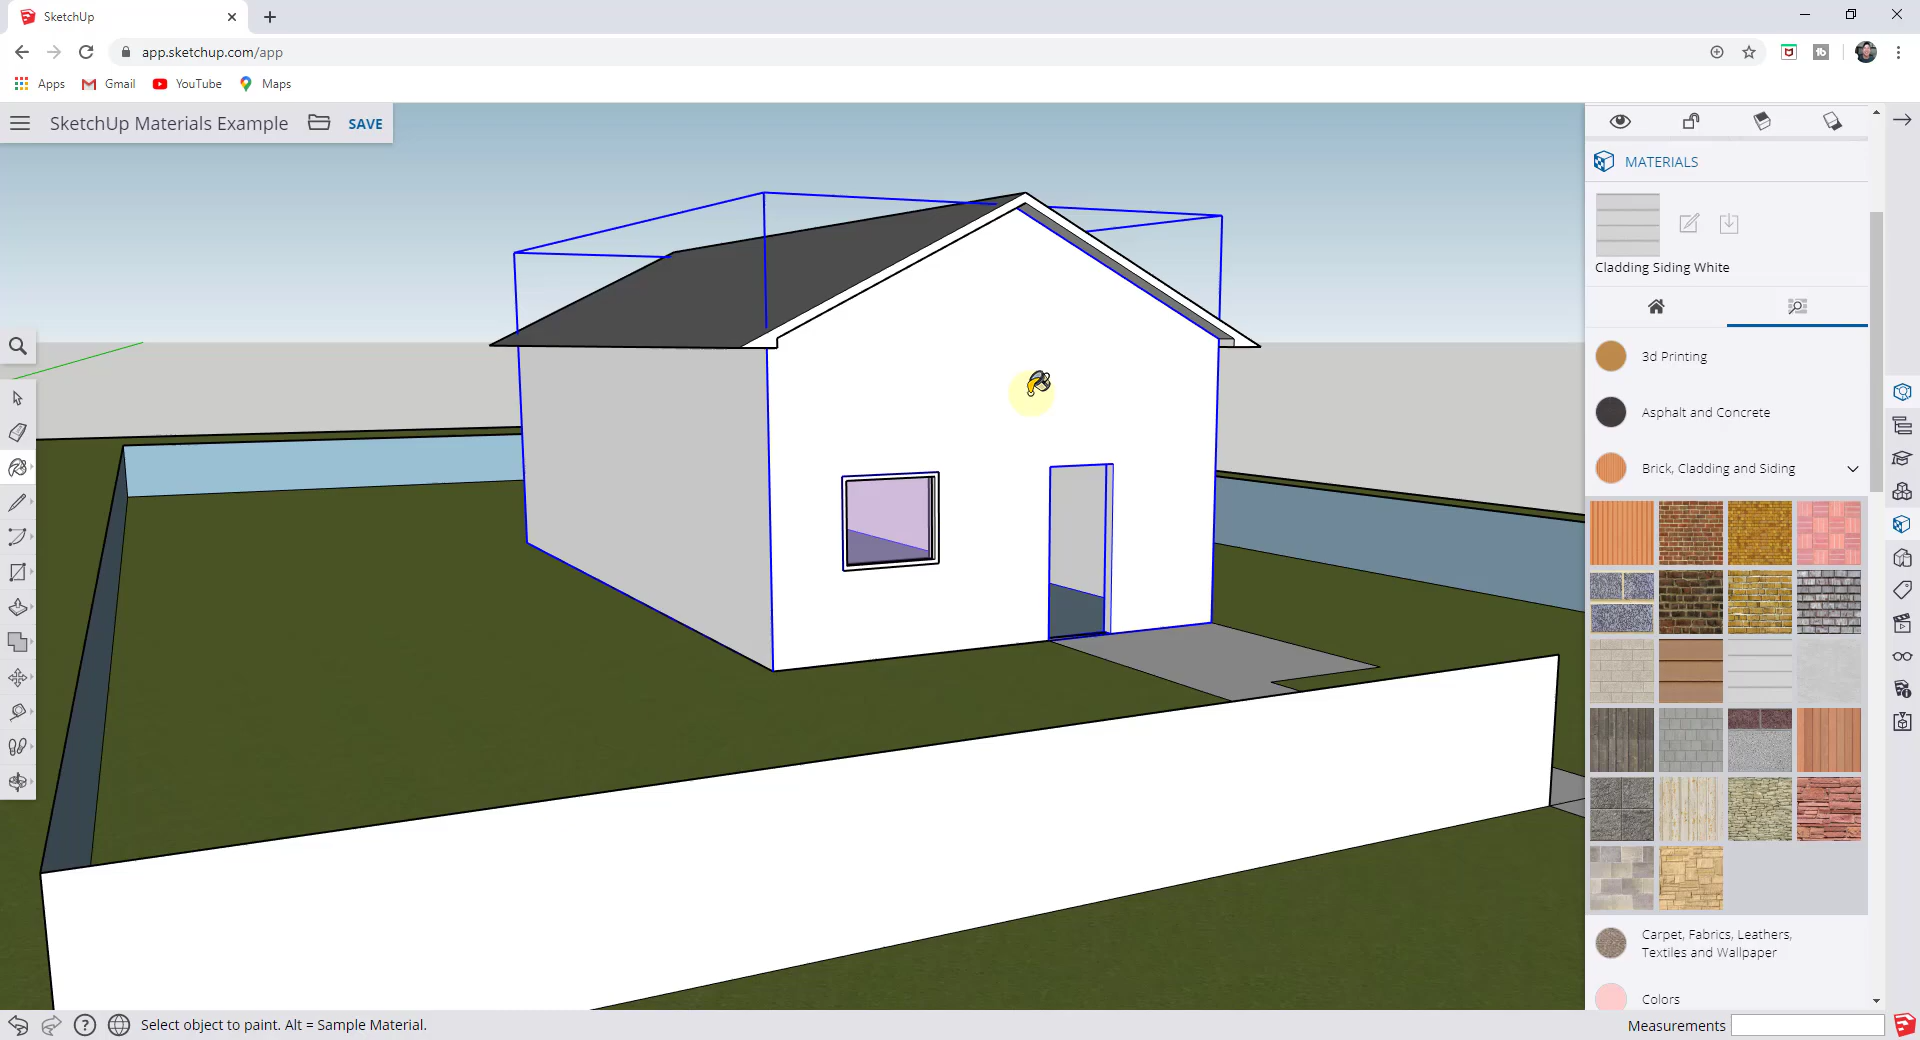 SketchUp
app.sketchup.com/app
Apps Gmail YouTube Maps
SketchUp Materials Example SAVE
MATERIALS
Cladding Siding White
3d Printing
Asphalt and Concrete
Brick, Cladding and Siding
Carpet, Fabrics, Leathers,
Textiles and Wallpaper
Colors
Select object to paint. Alt = Sample Material.
Measurements